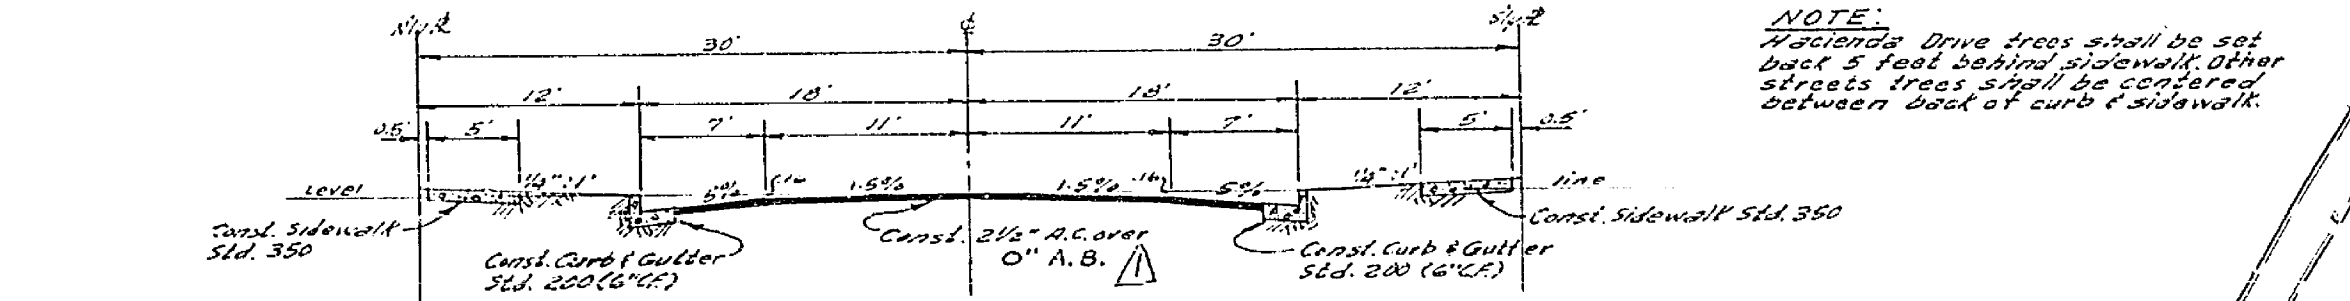 30' 30'
NOTE:
Hacienda Drive trees shall be set
back 5 feet behind sidewalk. Other
streets trees shall be centered
between back of curb & sidewalk.
12' 18' 18' 12'
0.5' 5' 7' 11' 11' 7' 5' 0.5'
Level 1/4":1' 5% .16 1.5% 1.5% .16 5% 1/4":1' line
Const. Sidewalk
Std. 350
Const. Curb & Gutter
Std. 200 (6"C.F.)
Const. 2 1/2" A.C. over
0" A.B. 1
Const. Curb & Gutter
Std. 200 (6"C.F.)
Const. Sidewalk Std. 350